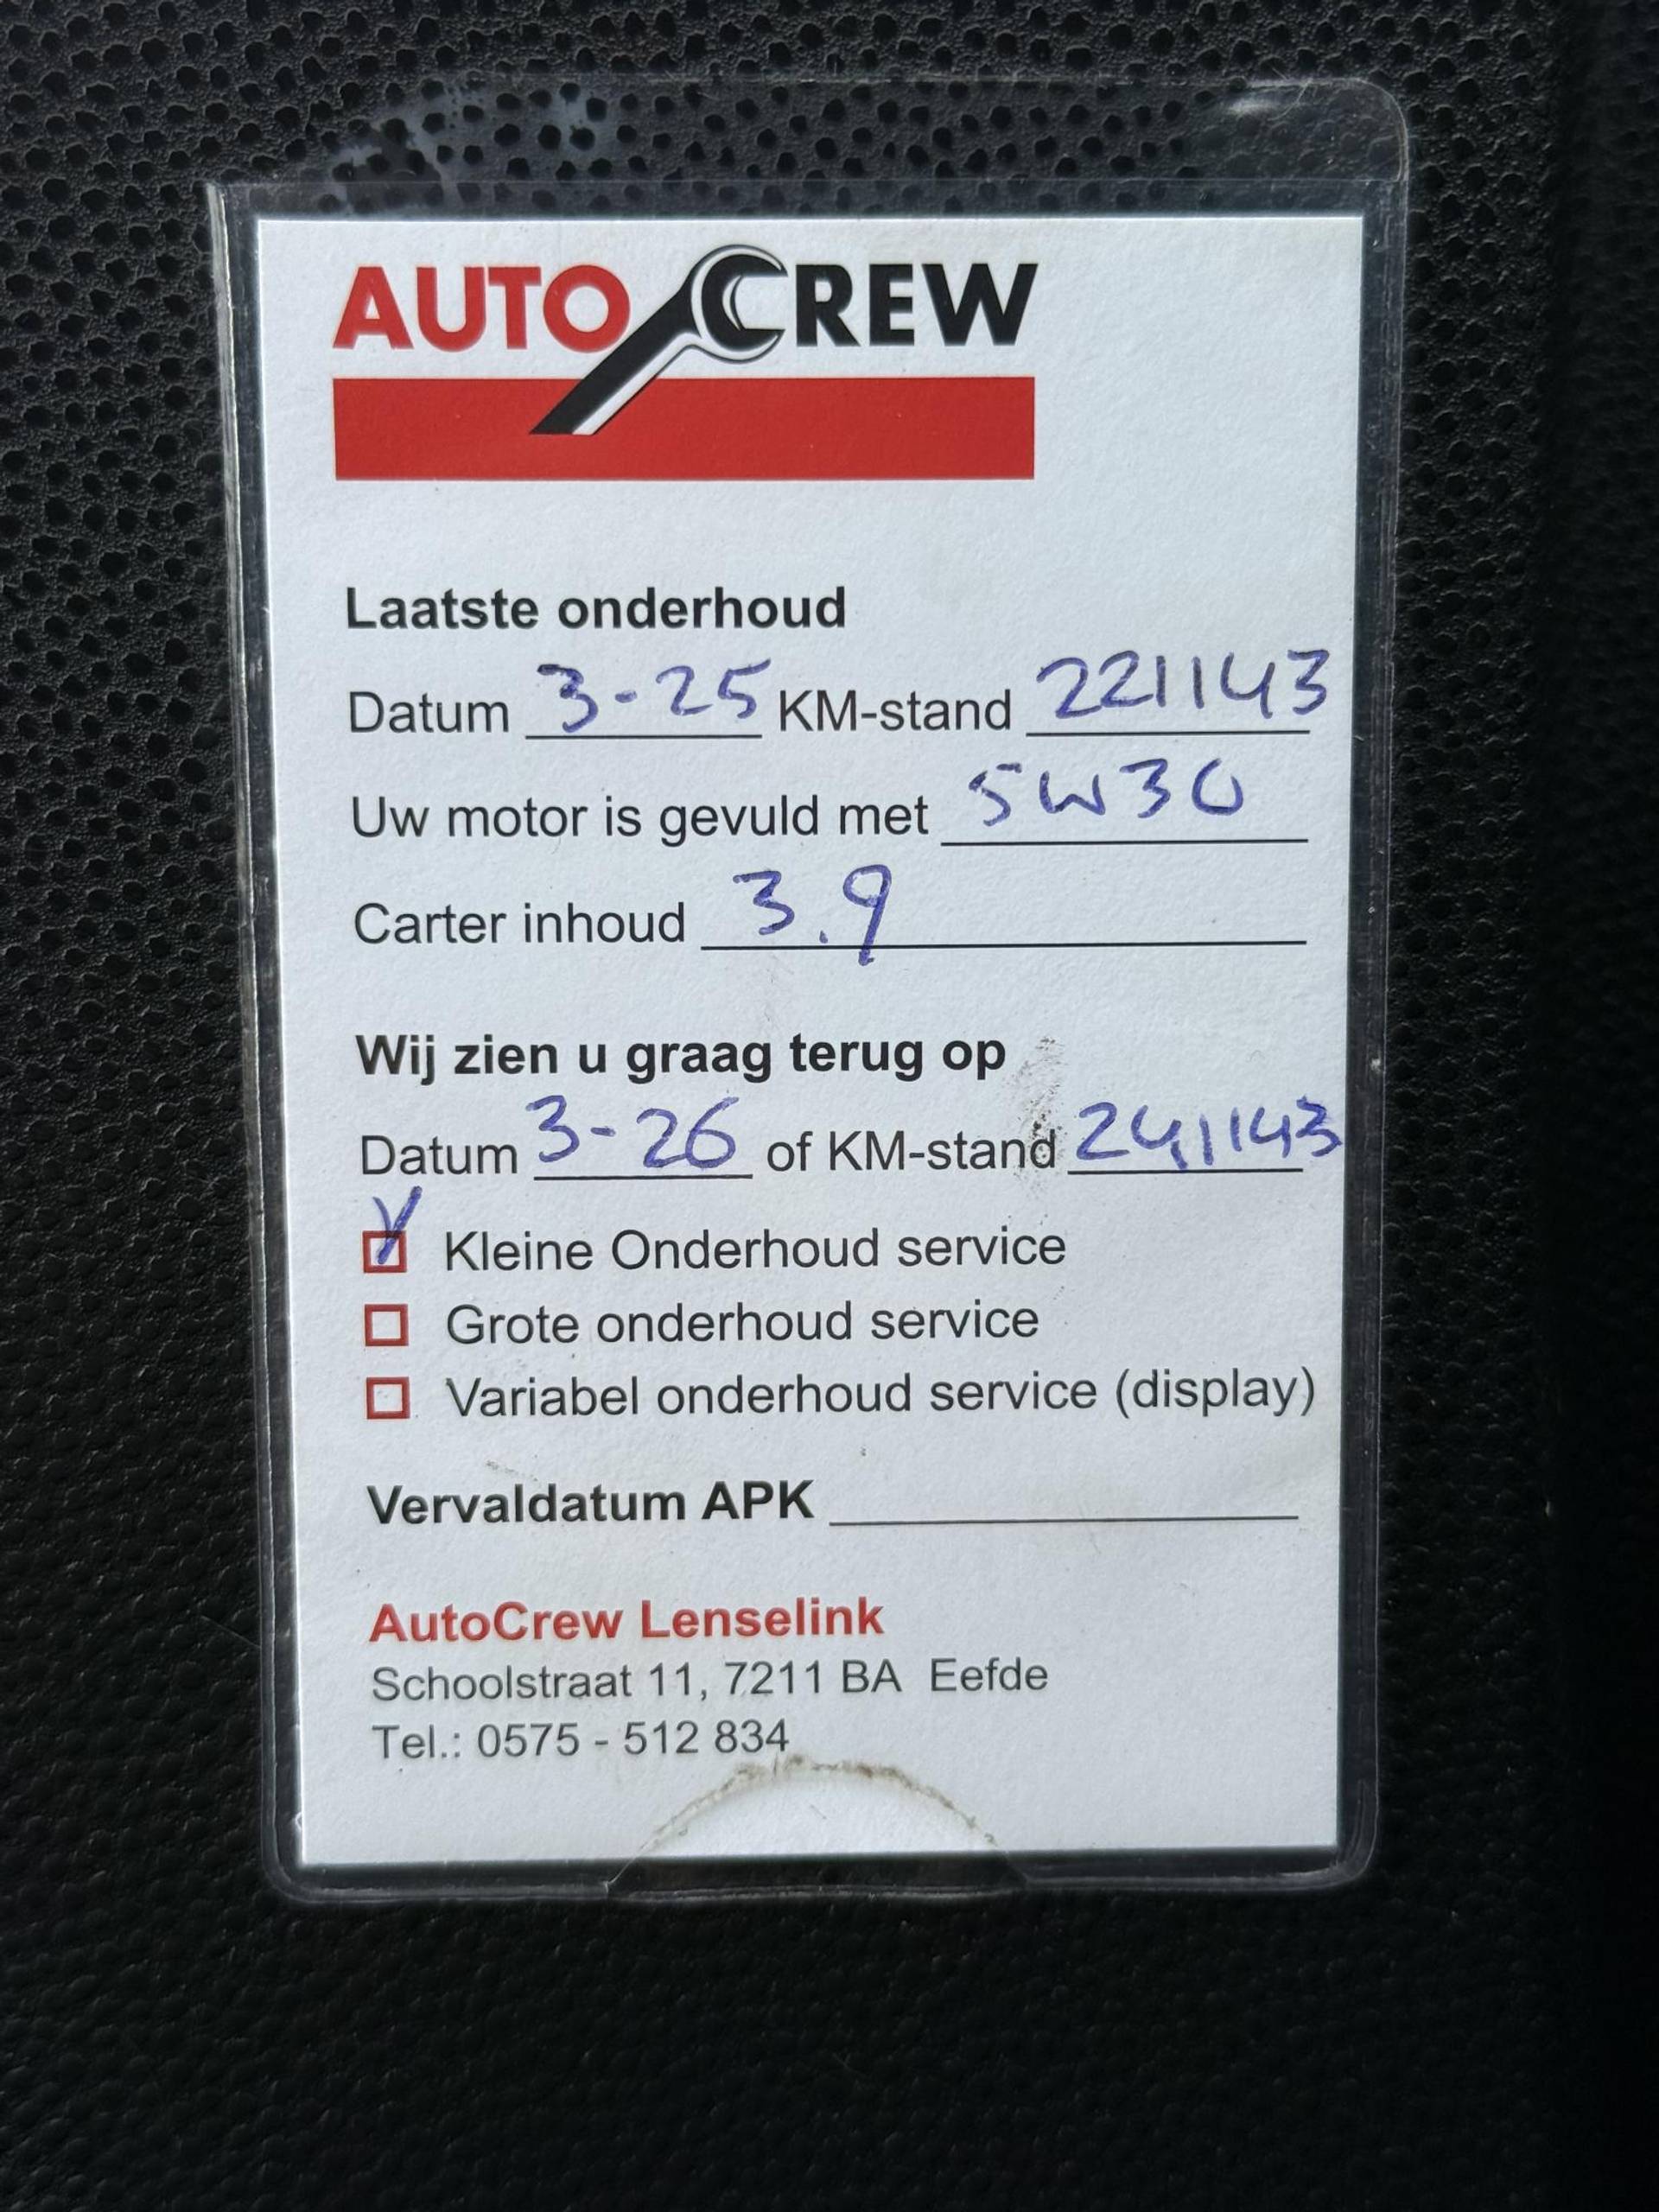 AUTO CREW
Laatste onderhoud
Datum 3-25 KM-stand 221143
Uw motor is gevuld met 5W30
Carter inhoud 3.9
Wij zien u graag terug op
Datum 3-26 of KM-stand 241143
Kleine Onderhoud service
Grote onderhoud service
Variabel onderhoud service (display)
Vervaldatum APK
AutoCrew Lenselink
Schoolstraat 11, 7211 BA Eefde
Tel.: 0575 - 512 834